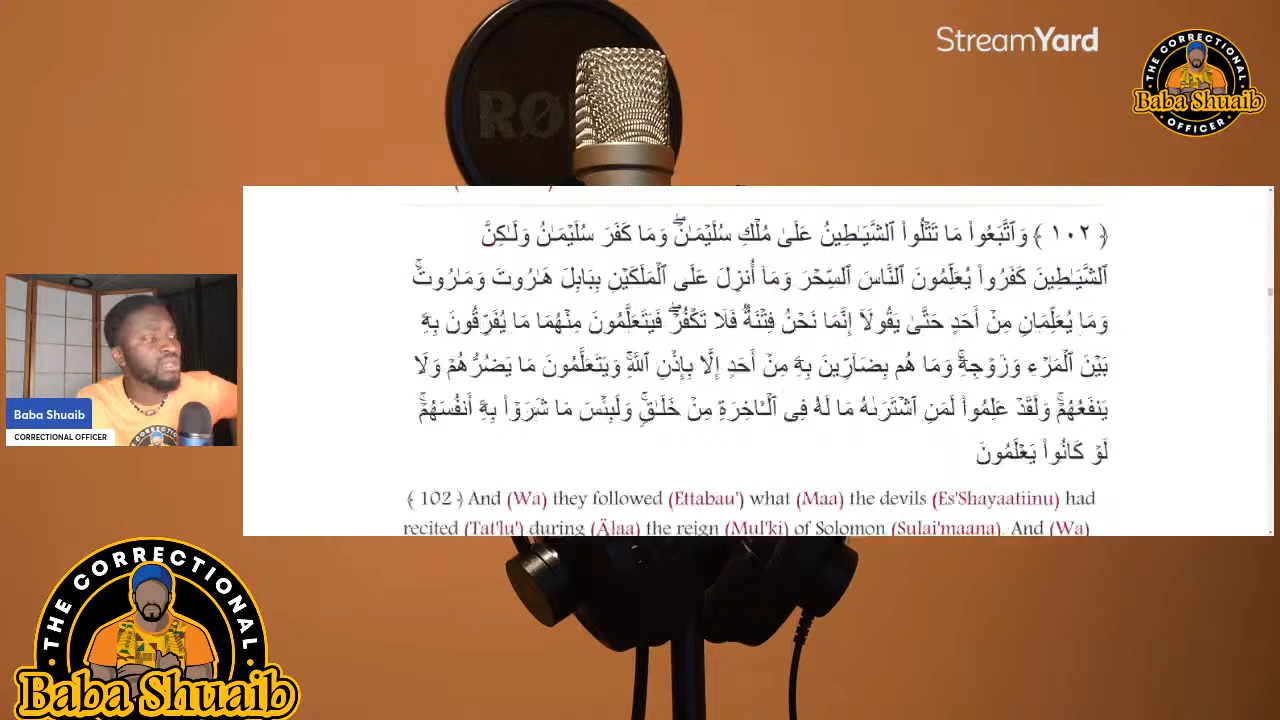 StreamYard
THE CORRECTIONAL
Baba Shuaib
OFFICER
RØ
﴿ ١٠٢ ﴾ وَٱتَّبَعُوا۟ مَا تَتْلُوا۟ ٱلشَّيَـٰطِينُ عَلَىٰ مُلْكِ سُلَيْمَـٰنَ ۖ وَمَا كَفَرَ سُلَيْمَـٰنُ وَلَـٰكِنَّ
ٱلشَّيَـٰطِينَ كَفَرُوا۟ يُعَلِّمُونَ ٱلنَّاسَ ٱلسِّحْرَ وَمَآ أُنزِلَ عَلَى ٱلْمَلَكَيْنِ بِبَابِلَ هَـٰرُوتَ وَمَـٰرُوتَ ۚ
وَمَا يُعَلِّمَانِ مِنْ أَحَدٍ حَتَّىٰ يَقُولَآ إِنَّمَا نَحْنُ فِتْنَةٌ فَلَا تَكْفُرْ ۖ فَيَتَعَلَّمُونَ مِنْهُمَا مَا يُفَرِّقُونَ بِهِۦ
بَيْنَ ٱلْمَرْءِ وَزَوْجِهِۦ ۚ وَمَا هُم بِضَآرِّينَ بِهِۦ مِنْ أَحَدٍ إِلَّا بِإِذْنِ ٱللَّهِ ۚ وَيَتَعَلَّمُونَ مَا يَضُرُّهُمْ وَلَا
يَنفَعُهُمْ ۚ وَلَقَدْ عَلِمُوا۟ لَمَنِ ٱشْتَرَىٰهُ مَا لَهُۥ فِى ٱلْـَٔاخِرَةِ مِنْ خَلَـٰقٍ ۚ وَلَبِئْسَ مَا شَرَوْا۟ بِهِۦٓ أَنفُسَهُمْ ۚ
لَوْ كَانُوا۟ يَعْلَمُونَ
﴾ 102 ﴿ And (Wa) they followed (Ettabau') what (Maa) the devils (Es'Shayaatiinu) had
recited (Tat'lu') during (Älaa) the reign (Mul'ki) of Solomon (Sulai'maana). And (Wa)
Baba Shuaib
CORRECTIONAL OFFICER
THE CORRECTIONAL
Baba Shuaib